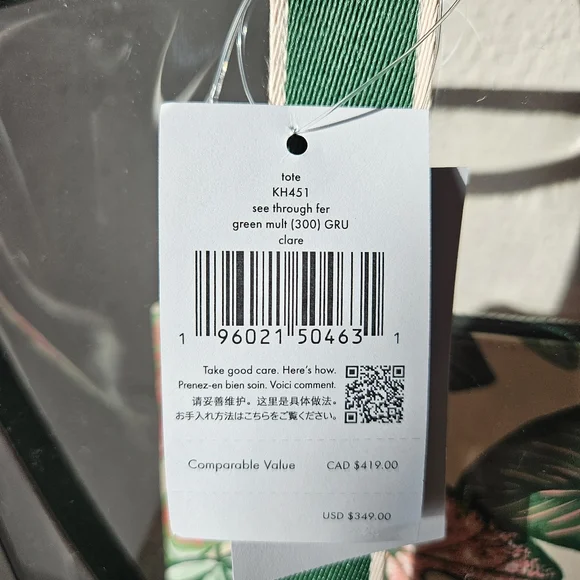 tote
KH451
see through fer
green mult (300) GRU
clare
1 96021 50463 1
Take good care. Here's how.
Prenez-en bien soin. Voici comment.
请妥善维护。这里是具体做法。
お手入れ方法はこちらをご覧ください。
Comparable Value CAD $419.00
USD $349.00